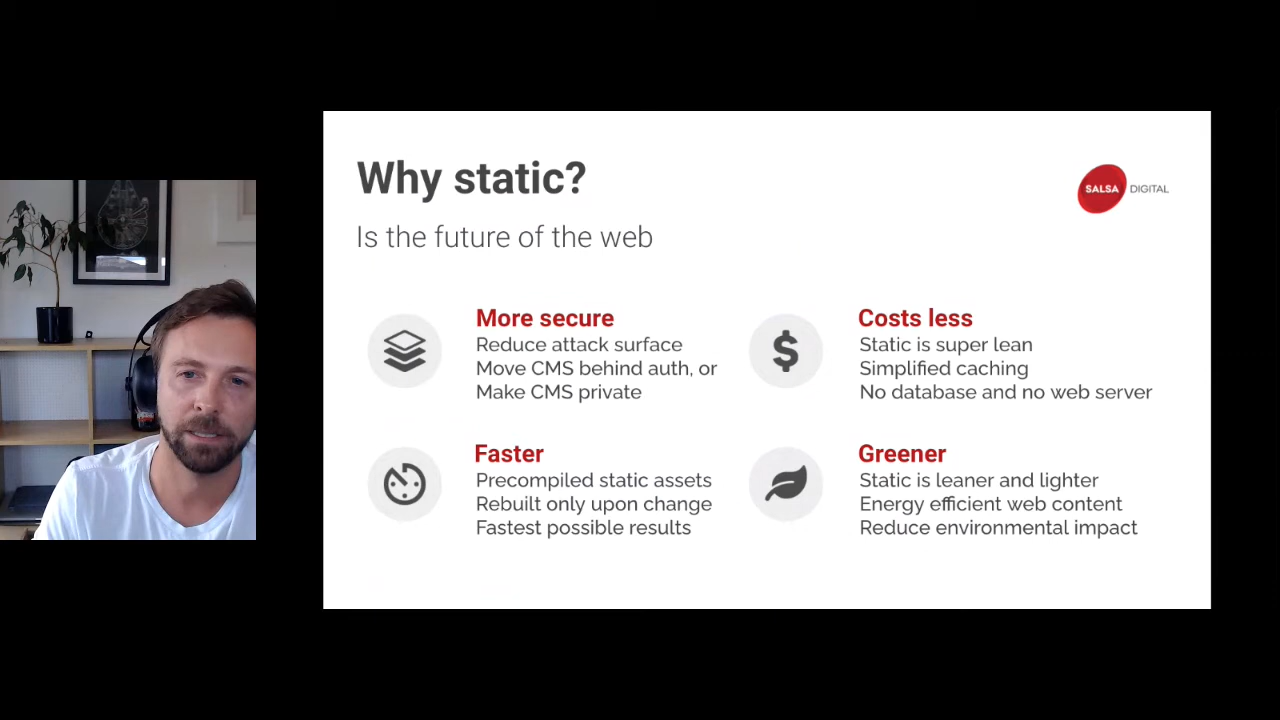 Why static?
SALSA DIGITAL
Is the future of the web
More secure
Reduce attack surface
Move CMS behind auth, or
Make CMS private
Costs less
Static is super lean
Simplified caching
No database and no web server
Faster
Precompiled static assets
Rebuilt only upon change
Fastest possible results
Greener
Static is leaner and lighter
Energy efficient web content
Reduce environmental impact